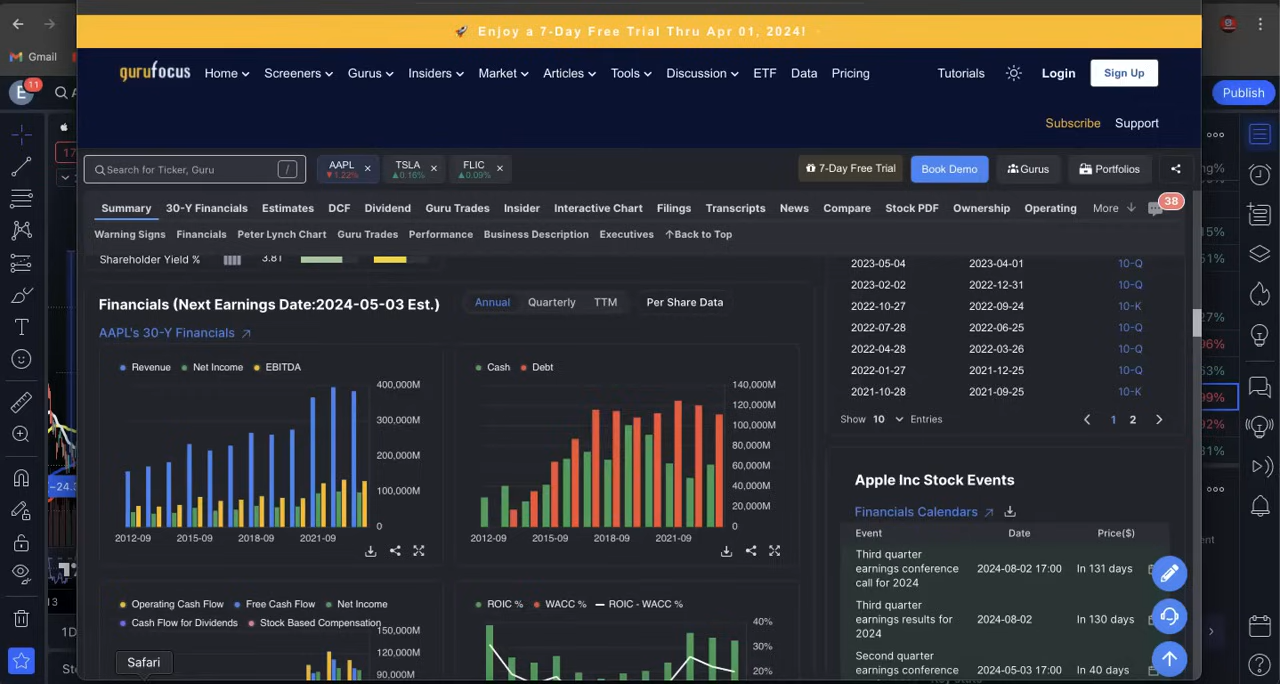 🚀 Enjoy a 7-Day Free Trial Thru Apr 01, 2024!
Gmail
gurufocus Home Screeners Gurus Insiders Market Articles Tools Discussion ETF Data Pricing Tutorials Login Sign Up
11
E
Publish
Subscribe Support
Search for Ticker, Guru /
AAPL ▼1.22% ×
TSLA ▲0.16% ×
FLIC ▲0.09% ×
7-Day Free Trial Book Demo Gurus Portfolios
Summary 30-Y Financials Estimates DCF Dividend Guru Trades Insider Interactive Chart Filings Transcripts News Compare Stock PDF Ownership Operating More 38
Warning Signs Financials Peter Lynch Chart Guru Trades Performance Business Description Executives ↑Back to Top
Shareholder Yield % 3.81
Financials (Next Earnings Date:2024-05-03 Est.) Annual Quarterly TTM Per Share Data
AAPL's 30-Y Financials
Revenue Net Income EBITDA
400,000M
300,000M
200,000M
100,000M
0
2012-09 2015-09 2018-09 2021-09
Cash Debt
140,000M
120,000M
100,000M
80,000M
60,000M
40,000M
20,000M
0
2012-09 2015-09 2018-09 2021-09
Operating Cash Flow Free Cash Flow Net Income
Cash Flow for Dividends Stock Based Compensation
150,000M
120,000M
90,000M
ROIC % WACC % ROIC - WACC %
40%
30%
20%
Safari
2023-05-04 2023-04-01 10-Q
2023-02-02 2022-12-31 10-Q
2022-10-27 2022-09-24 10-K
2022-07-28 2022-06-25 10-Q
2022-04-28 2022-03-26 10-Q
2022-01-27 2021-12-25 10-Q
2021-10-28 2021-09-25 10-K
Show 10 Entries 1 2
Apple Inc Stock Events
Financials Calendars
Event Date Price($)
Third quarter
earnings conference 2024-08-02 17:00 In 131 days
call for 2024
Third quarter
earnings results for 2024-08-02 In 130 days
2024
Second quarter
earnings conference 2024-05-03 17:00 In 40 days